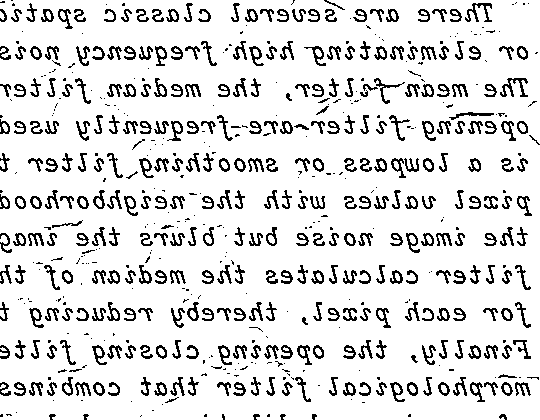 There are several classic spatia
or eliminating high frequency nois
The mean filter, the median filter
opening filter are frequently used
is a lowpass or smoothing filter t
pixel values with the neighborhood
the image noise but blurs the imag
filter calculates the median of th
for each pixel, thereby reducing t
Finally, the opening closing filte
morphological filter that combines